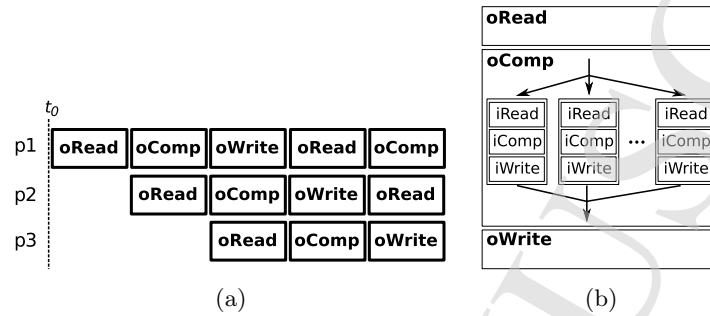 t0
p1 oRead oComp oWrite oRead oComp
p2 oRead oComp oWrite oRead
p3 oRead oComp oWrite
(a)
oRead
oComp
iRead iRead iRead
iComp iComp ... iComp
iWrite iWrite iWrite
oWrite
(b)